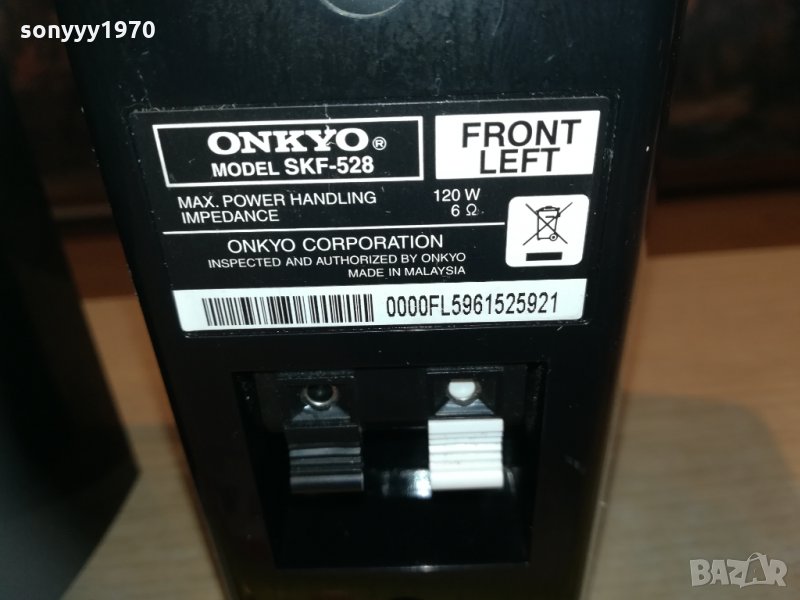 sonyyy1970
ONKYO®
MODEL SKF-528
FRONT
LEFT
MAX. POWER HANDLING 120 W
IMPEDANCE 6 Ω
ONKYO CORPORATION
INSPECTED AND AUTHORIZED BY ONKYO
MADE IN MALAYSIA
0000FL5961525921
BAZAR